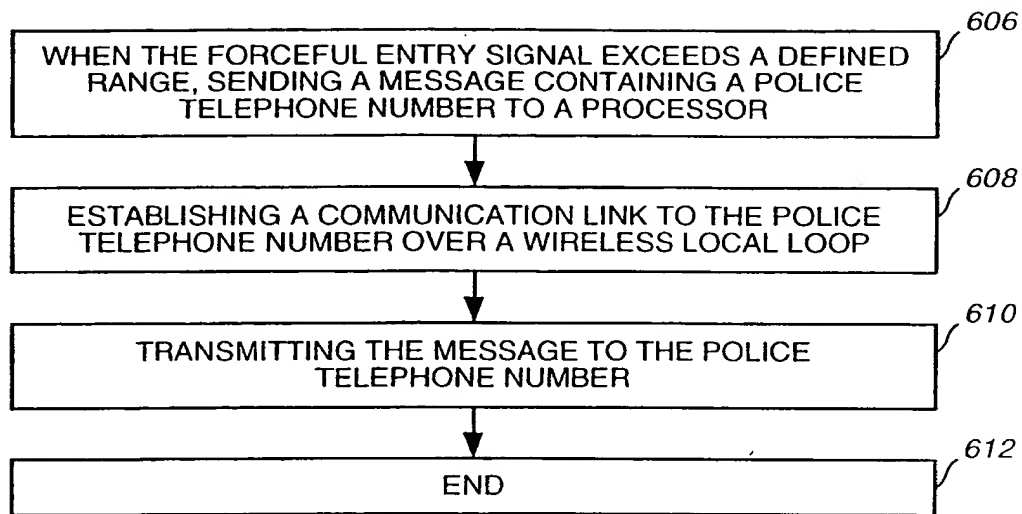 606
WHEN THE FORCEFUL ENTRY SIGNAL EXCEEDS A DEFINED
RANGE, SENDING A MESSAGE CONTAINING A POLICE
TELEPHONE NUMBER TO A PROCESSOR
608
ESTABLISHING A COMMUNICATION LINK TO THE POLICE
TELEPHONE NUMBER OVER A WIRELESS LOCAL LOOP
610
TRANSMITTING THE MESSAGE TO THE POLICE
TELEPHONE NUMBER
612
END